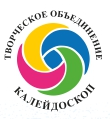 ТВОРЧЕСКОЕ ОБЪЕДИНЕНИЕ
КАЛЕЙДОСКОП